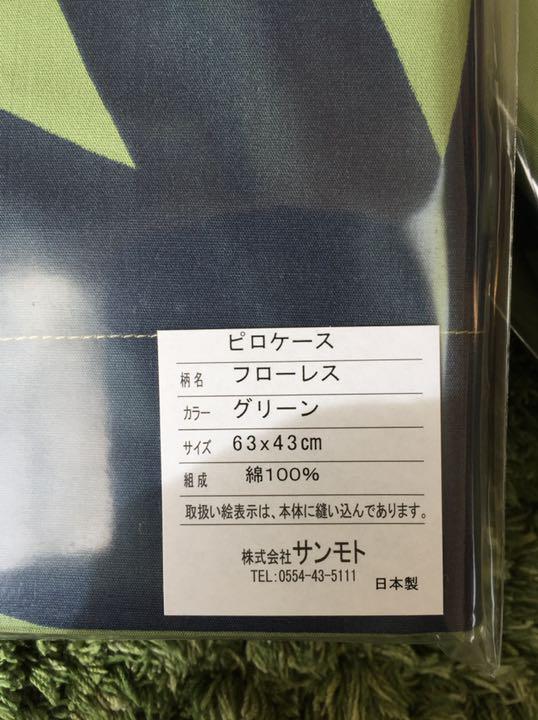 ピロケース
柄名 フローレス
カラー グリーン
サイズ 63x43cm
組成 綿100%
取扱い絵表示は、本体に縫い込んであります。
株式会社サンモト
TEL:0554-43-5111 日本製